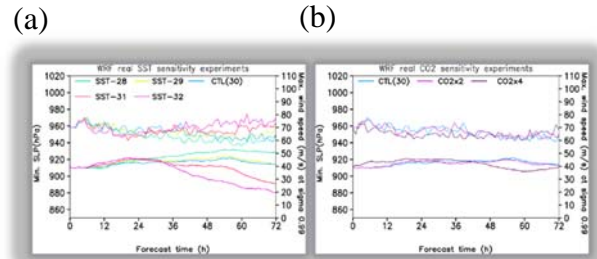 (a)
(b)
WRF real SST sensitivity experiments
SST-28 SST-29 CTL(30)
SST-31 SST-32
Min. SLP(hPa)
1020
1000
980
960
940
920
900
880
860
Max. wind speed (m/s) at sigma 0.99
110
100
90
80
70
60
50
40
30
20
10
0
0 12 24 36 48 60 72
Forecast time (h)
WRF real CO2 sensitivity experiments
CTL(30) CO2x2 CO2x4
Min. SLP(hPa)
1020
1000
980
960
940
920
900
880
860
Max. wind speed (m/s) at sigma 0.99
110
100
90
80
70
60
50
40
30
20
10
0
0 12 24 36 48 60 72
Forecast time (h)